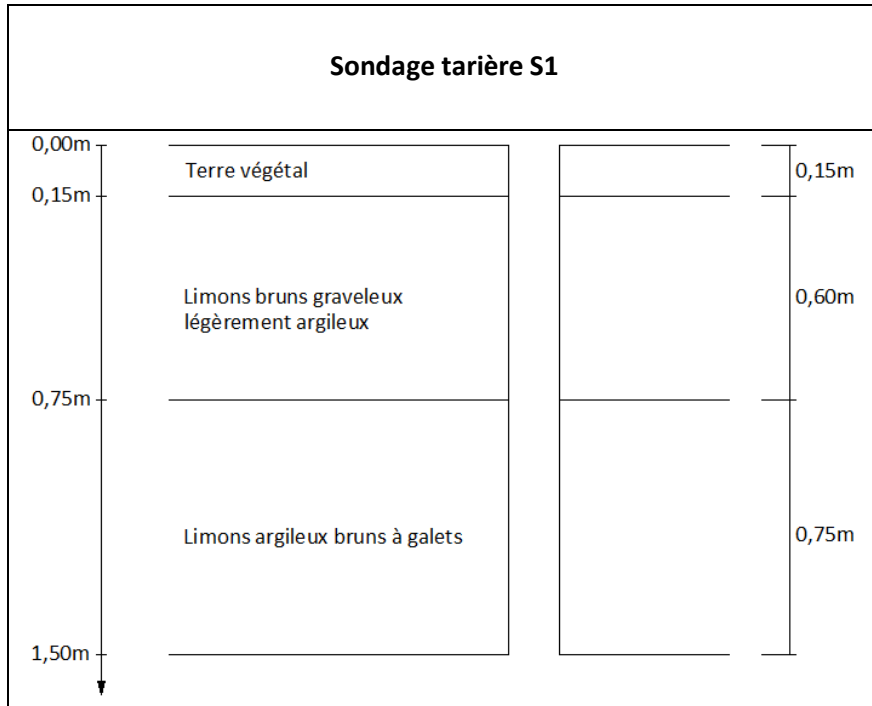 Sondage tarière S1
0,00m
Terre végétal
0,15m
0,15m
Limons bruns graveleux
légèrement argileux
0,60m
0,75m
Limons argileux bruns à galets
0,75m
1,50m